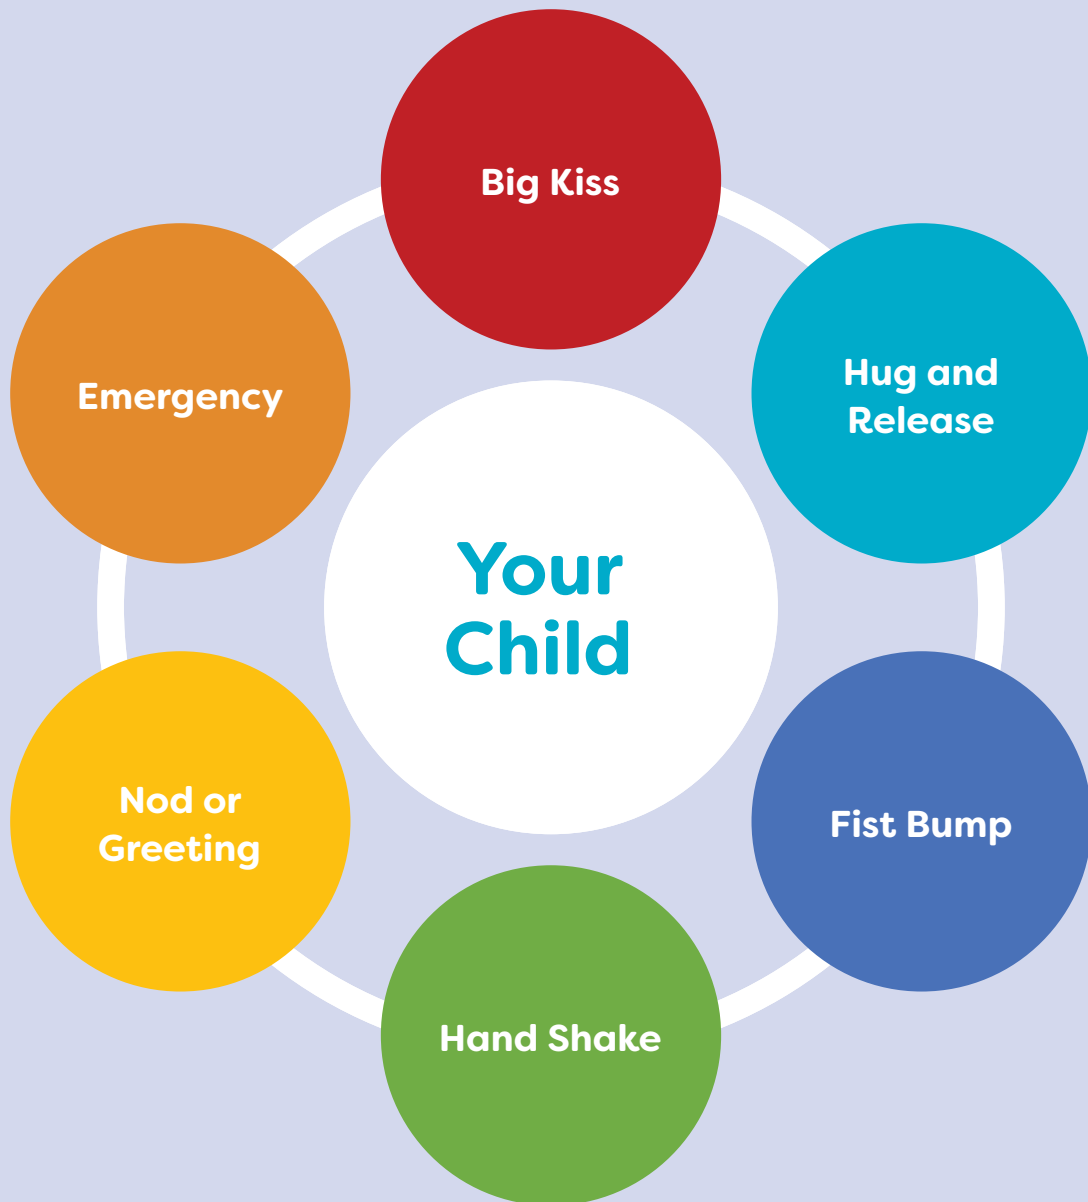 Big Kiss
Hug and
Release
Emergency
Your
Child
Nod or
Greeting
Fist Bump
Hand Shake